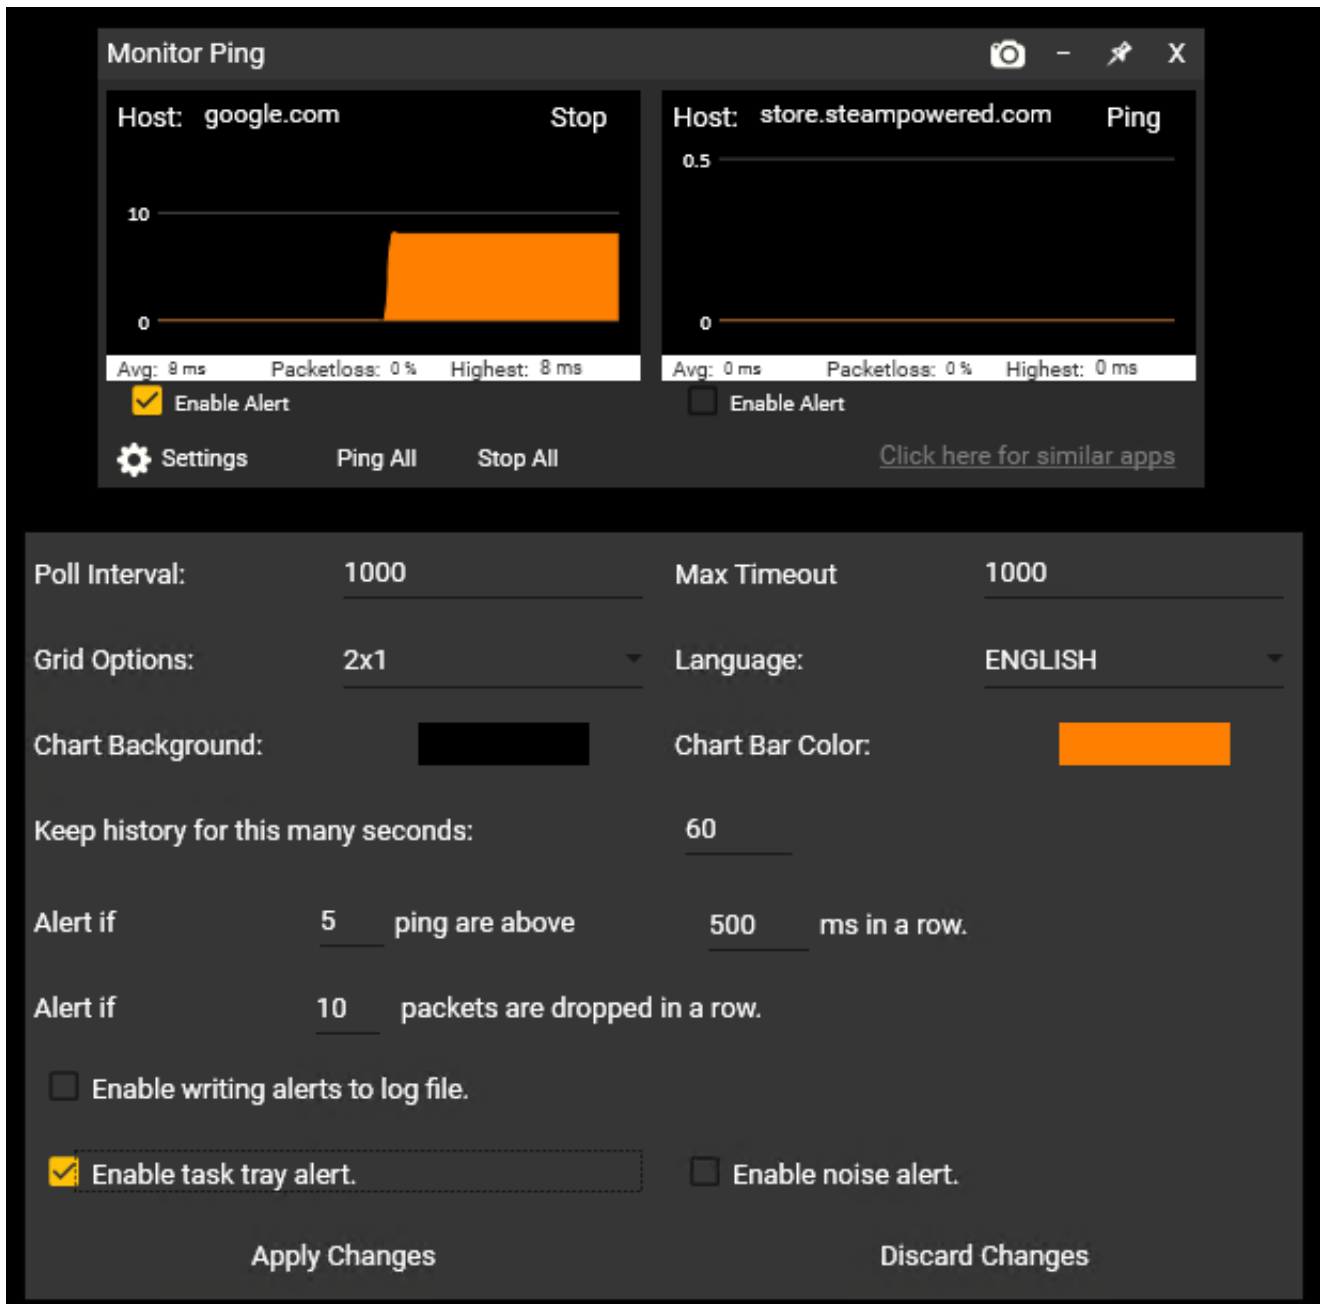 Monitor Ping X
Host: google.com Stop
10
0
Avg: 8 ms Packetloss: 0 % Highest: 8 ms
Enable Alert
Host: store.steampowered.com Ping
0.5
0
Avg: 0 ms Packetloss: 0 % Highest: 0 ms
Enable Alert
Settings Ping All Stop All Click here for similar apps
Poll Interval: 1000 Max Timeout 1000
Grid Options: 2x1 Language: ENGLISH
Chart Background: Chart Bar Color:
Keep history for this many seconds: 60
Alert if 5 ping are above 500 ms in a row.
Alert if 10 packets are dropped in a row.
Enable writing alerts to log file.
Enable task tray alert. Enable noise alert.
Apply Changes Discard Changes